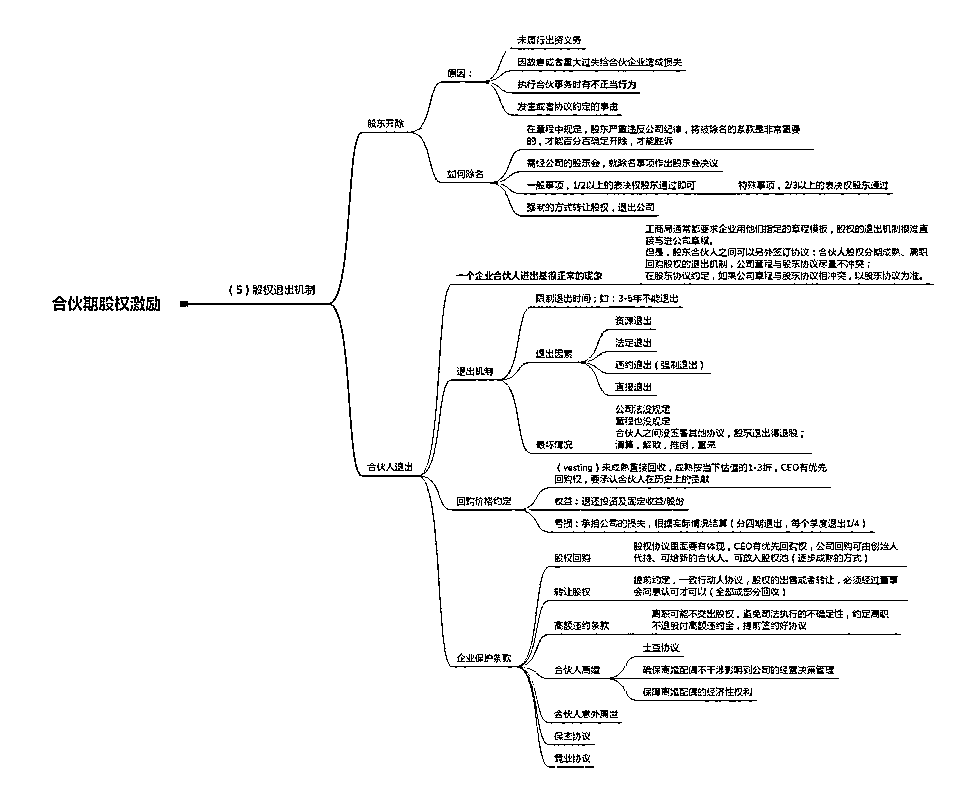 合伙期股权激励
（5）股权退出机制
股东开除
原因：
未履行出资义务
因故意或者重大过失给合伙企业造成损失
执行合伙事务时有不正当行为
发生或者协议约定的事由
如何除名
在章程中规定，股东严重违反公司纪律，将被除名的条款是非常重要
的，才能百分百确定开除，才能胜诉
需经公司的股东会，就除名事项作出股东会决议
一般事项，1/2以上的表决权股东通过即可
特殊事项，2/3以上的表决权股东通过
强制的方式转让股权，退出公司
合伙人退出
一个企业合伙人进出是很正常的现象
工商局通常都要求企业用他们指定的章程模板，股权的退出机制很难直
接写进公司章程。
但是，股东合伙人之间可以另外签订协议：合伙人股权分期成熟、离职
回购股权的退出机制，公司章程与股东协议尽量不冲突；
在股东协议约定，如果公司章程与股东协议相冲突，以股东协议为准。
退出机制
限制退出时间；如：3-5年不能退出
退出因素
资源退出
法定退出
违约退出（强制退出）
直接退出
最坏情况
公司法没规定
章程也没规定
合伙人之间没签署其他协议，股东退出得退股；
清算，解散，推倒，重来
回购价格约定
（vesting）未成熟直接回收，成熟按当下估值的1-3折，CEO有优先
回购权，要承认合伙人在历史上的贡献
权益：退还投资及固定收益/股份
亏损：承担公司的损失，根据实际情况结算（分四期退出，每个季度退出1/4）
企业保护条款
股权回购
股权协议里面要有体现，CEO有优先回购权，公司回购可由创始人
代持、可给新的合伙人、可放入股权池（逐步成熟的方式）
转让股权
提前约定，一致行动人协议，股权的出售或者转让，必须经过董事
会同意认可才可以（全部或部分回收）
高额违约条款
离职可能不交出股权，避免司法执行的不确定性，约定离职
不退股付高额违约金，提前签约好协议
合伙人离婚
土豆协议
确保离婚配偶不干涉影响到公司的经营决策管理
保障离婚配偶的经济性权利
合伙人意外离世
保密协议
竞业协议